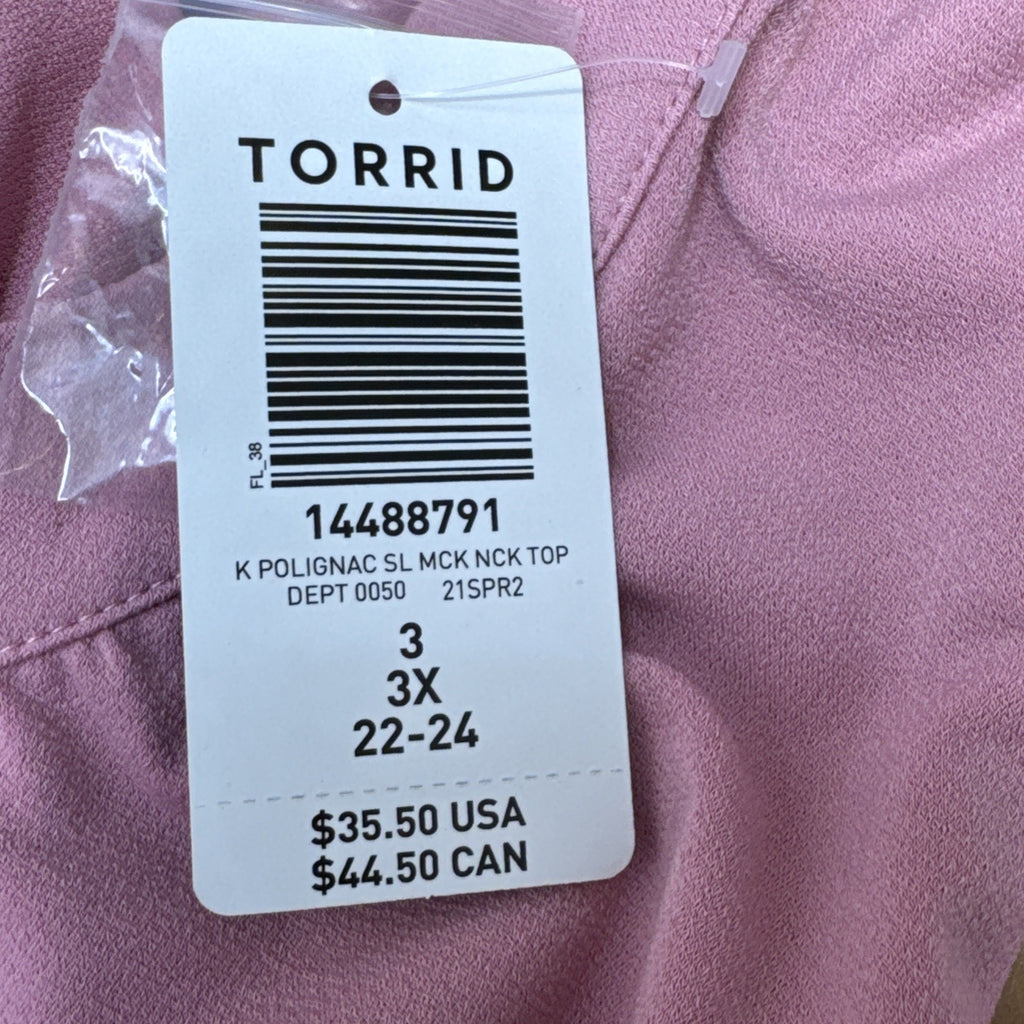 TORRID
FL_38
14488791
K POLIGNAC SL MCK NCK TOP
DEPT 0050 21SPR2
3
3X
22-24
$35.50 USA
$44.50 CAN